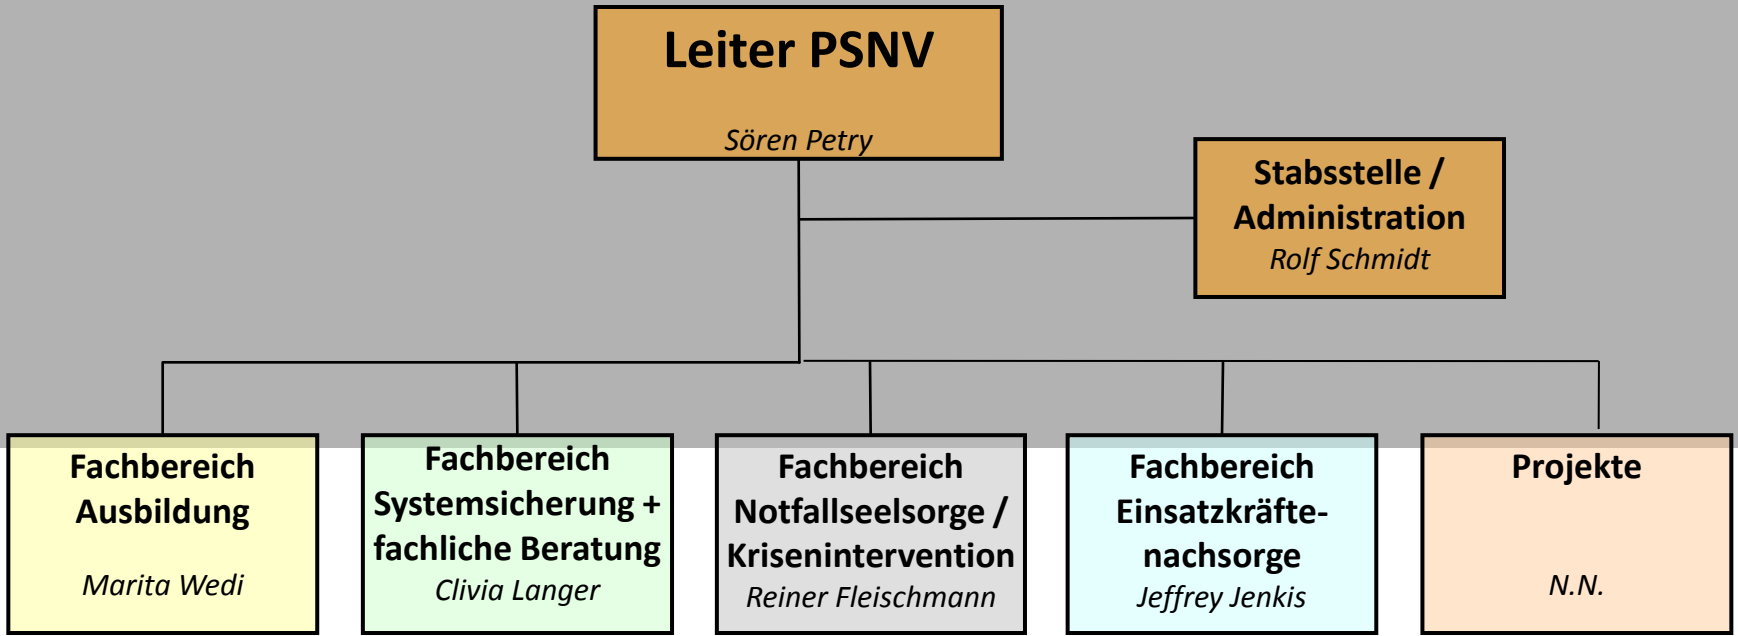 Leiter PSNV
Sören Petry
Stabsstelle /
Administration
Rolf Schmidt
Fachbereich
Ausbildung
Marita Wedi
Fachbereich
Systemsicherung +
fachliche Beratung
Clivia Langer
Fachbereich
Notfallseelsorge /
Krisenintervention
Reiner Fleischmann
Fachbereich
Einsatzkräfte-
nachsorge
Jeffrey Jenkis
Projekte
N.N.